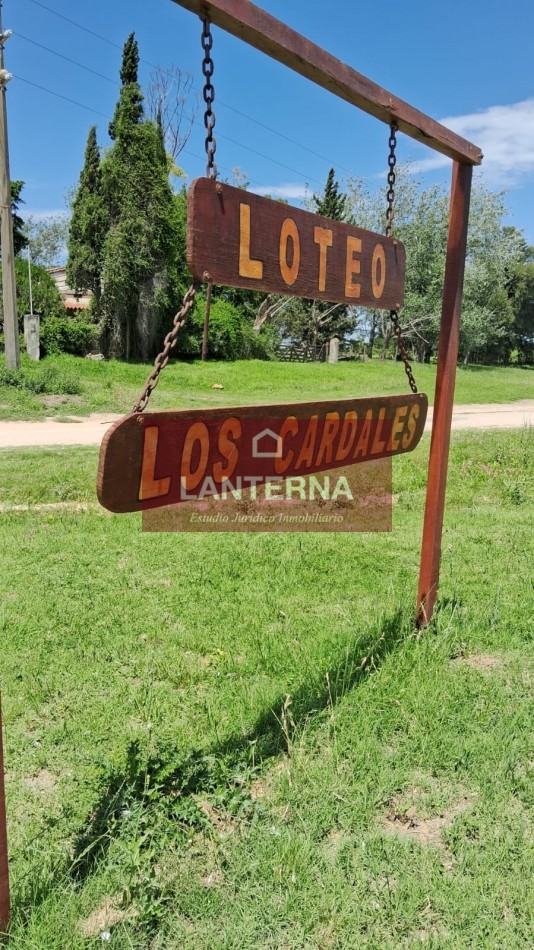 LOTEO
LOS CARDALES
LANTERNA
Estudio Jurídico Inmobiliario